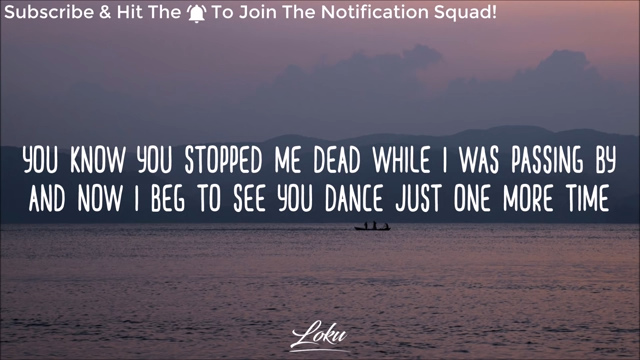 Subscribe & Hit The 🔔 To Join The Notification Squad!
YOU KNOW YOU STOPPED ME DEAD WHILE I WAS PASSING BY
AND NOW I BEG TO SEE YOU DANCE JUST ONE MORE TIME
Loku